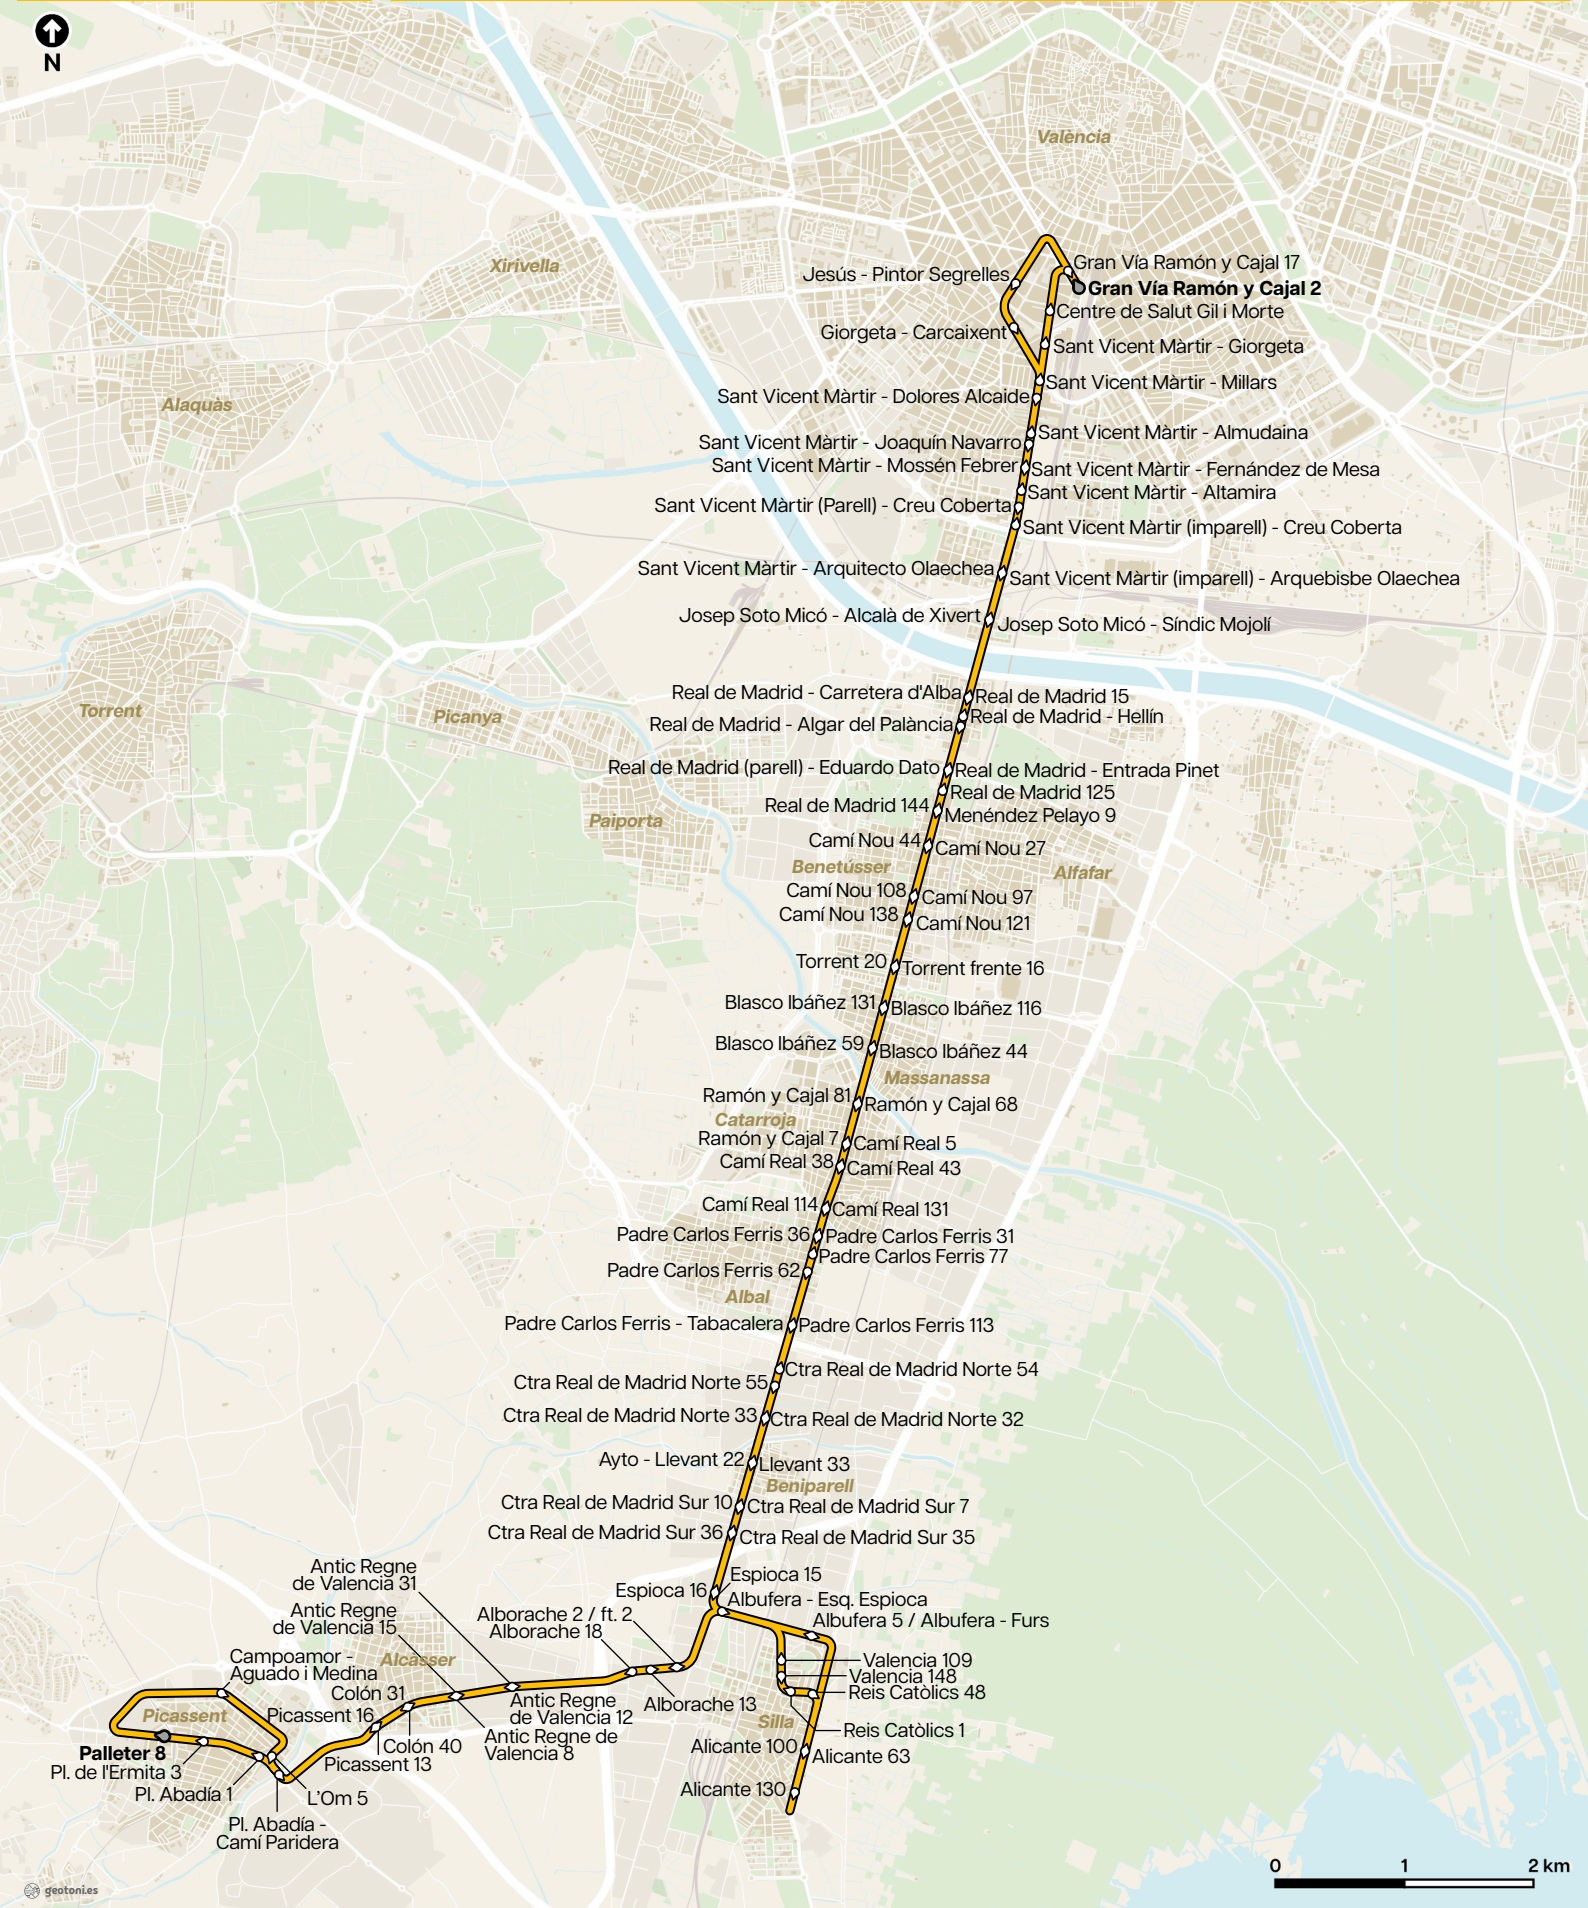 N
València
Xirivella
Gran Vía Ramón y Cajal 17
Jesús - Pintor Segrelles
Gran Vía Ramón y Cajal 2
Centre de Salut Gil i Morte
Giorgeta - Carcaixent
Sant Vicent Màrtir - Giorgeta
Sant Vicent Màrtir - Millars
Sant Vicent Màrtir - Dolores Alcaide
Alaquàs
Sant Vicent Màrtir - Almudaina
Sant Vicent Màrtir - Joaquín Navarro
Sant Vicent Màrtir - Mossén Febrer
Sant Vicent Màrtir - Fernández de Mesa
Sant Vicent Màrtir - Altamira
Sant Vicent Màrtir (Parell) - Creu Coberta
Sant Vicent Màrtir (imparell) - Creu Coberta
Sant Vicent Màrtir - Arquitecto Olaechea
Sant Vicent Màrtir (imparell) - Arquebisbe Olaechea
Josep Soto Micó - Alcalà de Xivert
Josep Soto Micó - Síndic Mojolí
Real de Madrid - Carretera d'Alba
Real de Madrid 15
Torrent
Picanya
Real de Madrid - Hellín
Real de Madrid - Algar del Palància
Real de Madrid (parell) - Eduardo Dato
Real de Madrid - Entrada Pinet
Real de Madrid 125
Real de Madrid 144
Menéndez Pelayo 9
Paiporta
Camí Nou 44
Camí Nou 27
Benetússer
Alfafar
Camí Nou 108
Camí Nou 97
Camí Nou 138
Camí Nou 121
Torrent 20
Torrent frente 16
Blasco Ibáñez 131
Blasco Ibáñez 116
Blasco Ibáñez 59
Blasco Ibáñez 44
Massanassa
Ramón y Cajal 81
Ramón y Cajal 68
Catarroja
Ramón y Cajal 7
Camí Real 5
Camí Real 38
Camí Real 43
Camí Real 114
Camí Real 131
Padre Carlos Ferris 36
Padre Carlos Ferris 31
Padre Carlos Ferris 77
Padre Carlos Ferris 62
Albal
Padre Carlos Ferris - Tabacalera
Padre Carlos Ferris 113
Ctra Real de Madrid Norte 54
Ctra Real de Madrid Norte 55
Ctra Real de Madrid Norte 33
Ctra Real de Madrid Norte 32
Ayto - Llevant 22
Llevant 33
Beniparell
Ctra Real de Madrid Sur 10
Ctra Real de Madrid Sur 7
Ctra Real de Madrid Sur 36
Ctra Real de Madrid Sur 35
Antic Regne
de Valencia 31
Espioca 15
Espioca 16
Albufera - Esq. Espioca
Antic Regne
de Valencia 15
Alborache 2 / ft. 2
Alborache 18
Albufera 5 / Albufera - Furs
Campoamor -
Aguado i Medina
Alcàsser
Valencia 109
Valencia 148
Reis Catòlics 48
Colón 31
Picassent 16
Picassent
Antic Regne
de Valencia 12
Alborache 13
Silla
Reis Catòlics 1
Antic Regne de
Valencia 8
Colón 40
Picassent 13
Alicante 100
Alicante 63
Palleter 8
Pl. de l'Ermita 3
Pl. Abadía 1
L'Om 5
Alicante 130
Pl. Abadía -
Camí Paridera
0 1 2 km
geotoni.es